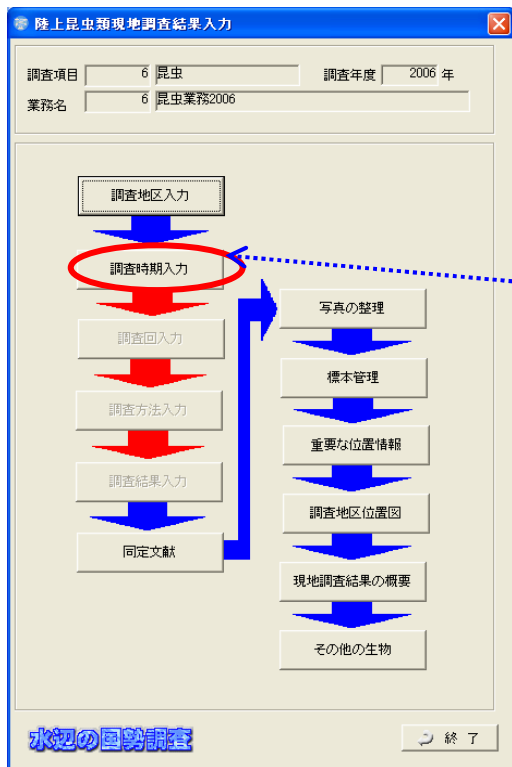 陸上昆虫類現地調査結果入力
調査項目 6 昆虫 調査年度 2006 年
業務名 6 昆虫業務2006
調査地区入力
調査時期入力
調査回入力
調査方法入力
調査結果入力
同定文献
写真の整理
標本管理
重要な位置情報
調査地区位置図
現地調査結果の概要
その他の生物
水辺の国勢調査
終 了